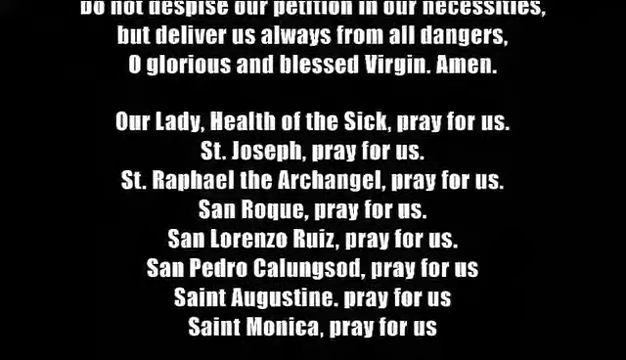 Do not despise our petition in our necessities,
but deliver us always from all dangers,
O glorious and blessed Virgin. Amen.
Our Lady, Health of the Sick, pray for us.
St. Joseph, pray for us.
St. Raphael the Archangel, pray for us.
San Roque, pray for us.
San Lorenzo Ruiz, pray for us.
San Pedro Calungsod, pray for us
Saint Augustine. pray for us
Saint Monica, pray for us